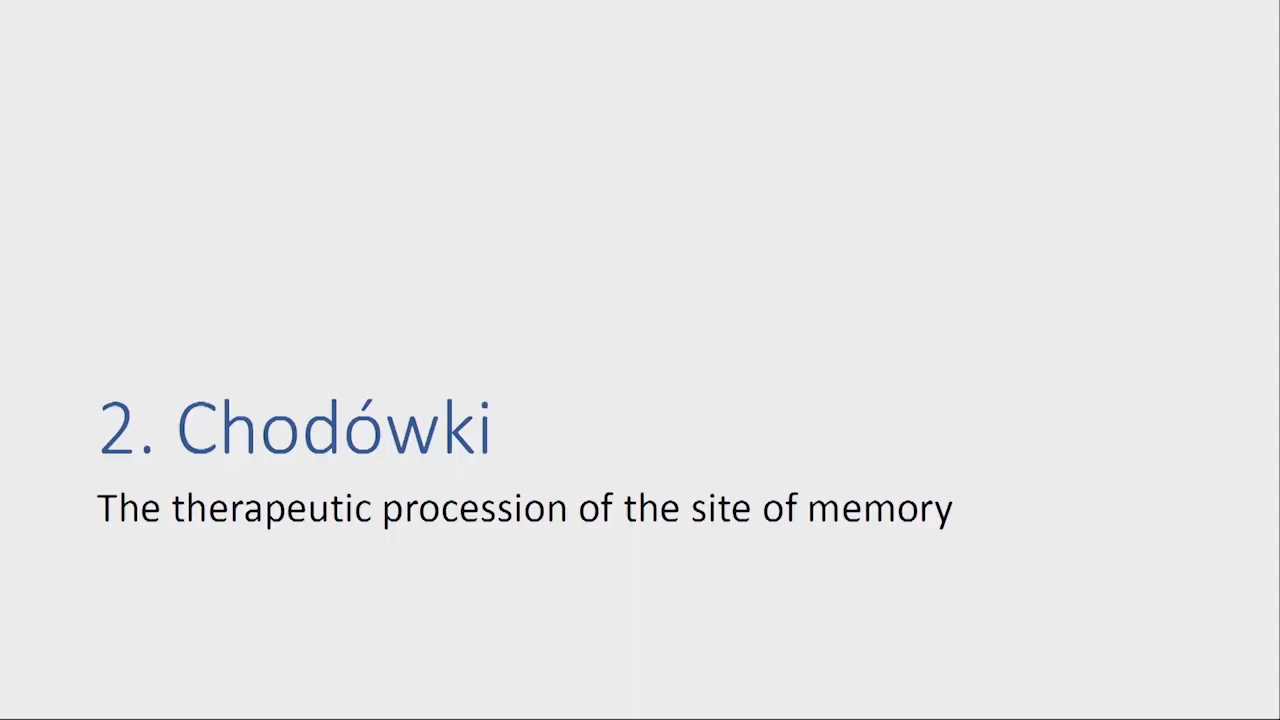 2. Chodówki
The therapeutic procession of the site of memory